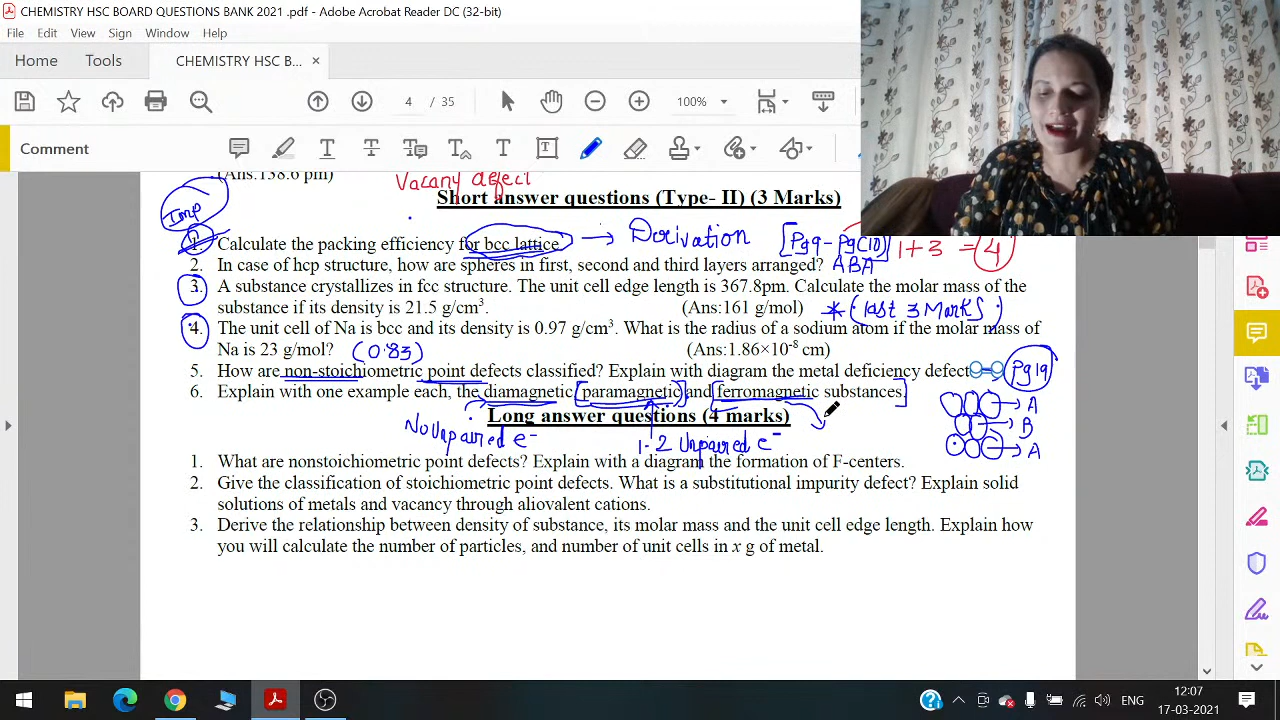 CHEMISTRY HSC BOARD QUESTIONS BANK 2021 .pdf - Adobe Acrobat Reader DC (32-bit)
File Edit View Sign Window Help
Home Tools CHEMISTRY HSC B... ×
4 / 35 100%
Comment
(Ans:138.6 pm)
Short answer questions (Type- II) (3 Marks)
Imp
1. Calculate the packing efficiency for bcc lattice. → Derivation [Pg 9 - Pg (10)] 1+3 = 4
2. In case of hcp structure, how are spheres in first, second and third layers arranged? ABA
3. A substance crystallizes in fcc structure. The unit cell edge length is 367.8pm. Calculate the molar mass of the
substance if its density is 21.5 g/cm³. (Ans:161 g/mol) * (last 3 Marks)
4. The unit cell of Na is bcc and its density is 0.97 g/cm³. What is the radius of a sodium atom if the molar mass of
Na is 23 g/mol? (0.83) (Ans:1.86×10⁻⁸ cm)
5. How are non-stoichiometric point defects classified? Explain with diagram the metal deficiency defect Pg 19
6. Explain with one example each, the diamagnetic, paramagnetic and ferromagnetic substances.
A
Long answer questions (4 marks)
B
No unpaired e⁻ 1-2 unpaired e⁻
A
1. What are nonstoichiometric point defects? Explain with a diagram the formation of F-centers.
2. Give the classification of stoichiometric point defects. What is a substitutional impurity defect? Explain solid
solutions of metals and vacancy through aliovalent cations.
3. Derive the relationship between density of substance, its molar mass and the unit cell edge length. Explain how
you will calculate the number of particles, and number of unit cells in x g of metal.
ENG
12:07
17-03-2021